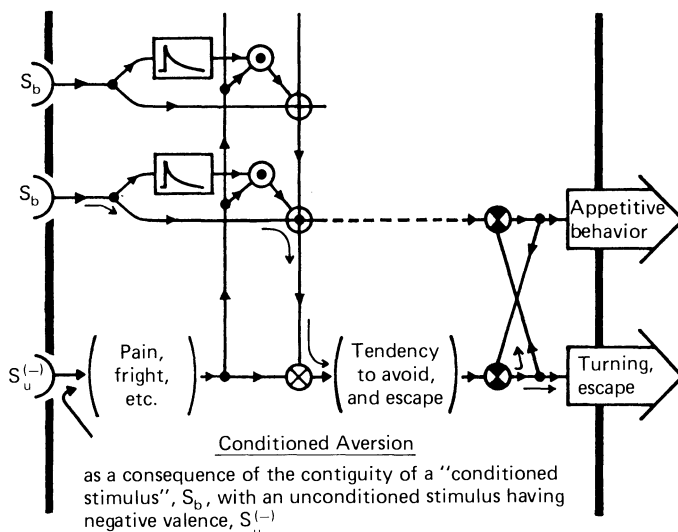 S_b
S_b
Appetitive
behavior
S_u^(−)
Pain,
fright,
etc.
Tendency
to avoid,
and escape
Turning,
escape
Conditioned Aversion
as a consequence of the contiguity of a "conditioned
stimulus", S_b, with an unconditioned stimulus having
negative valence, S_u^(−)